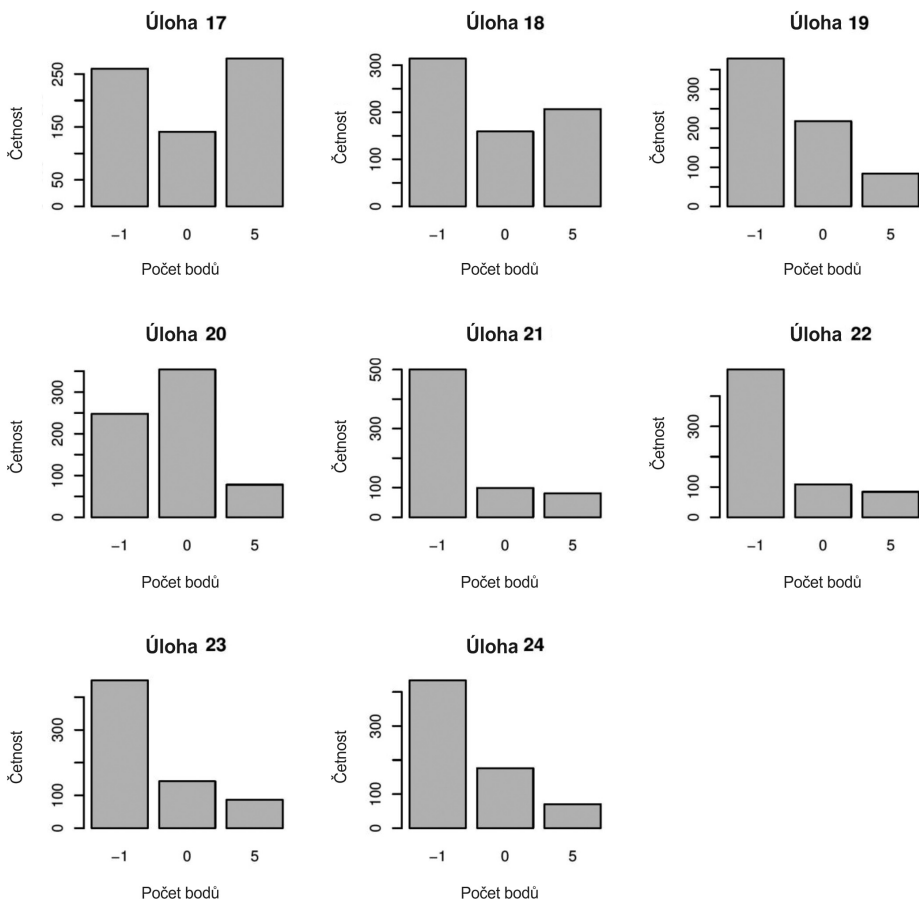 Úloha 17
Četnost
0 50 150 250
−1 0 5
Počet bodů
Úloha 18
Četnost
0 100 200 300
−1 0 5
Počet bodů
Úloha 19
Četnost
0 100 200 300
−1 0 5
Počet bodů
Úloha 20
Četnost
0 100 200 300
−1 0 5
Počet bodů
Úloha 21
Četnost
0 100 300 500
−1 0 5
Počet bodů
Úloha 22
Četnost
0 100 300
−1 0 5
Počet bodů
Úloha 23
Četnost
0 100 300
−1 0 5
Počet bodů
Úloha 24
Četnost
0 100 300
−1 0 5
Počet bodů